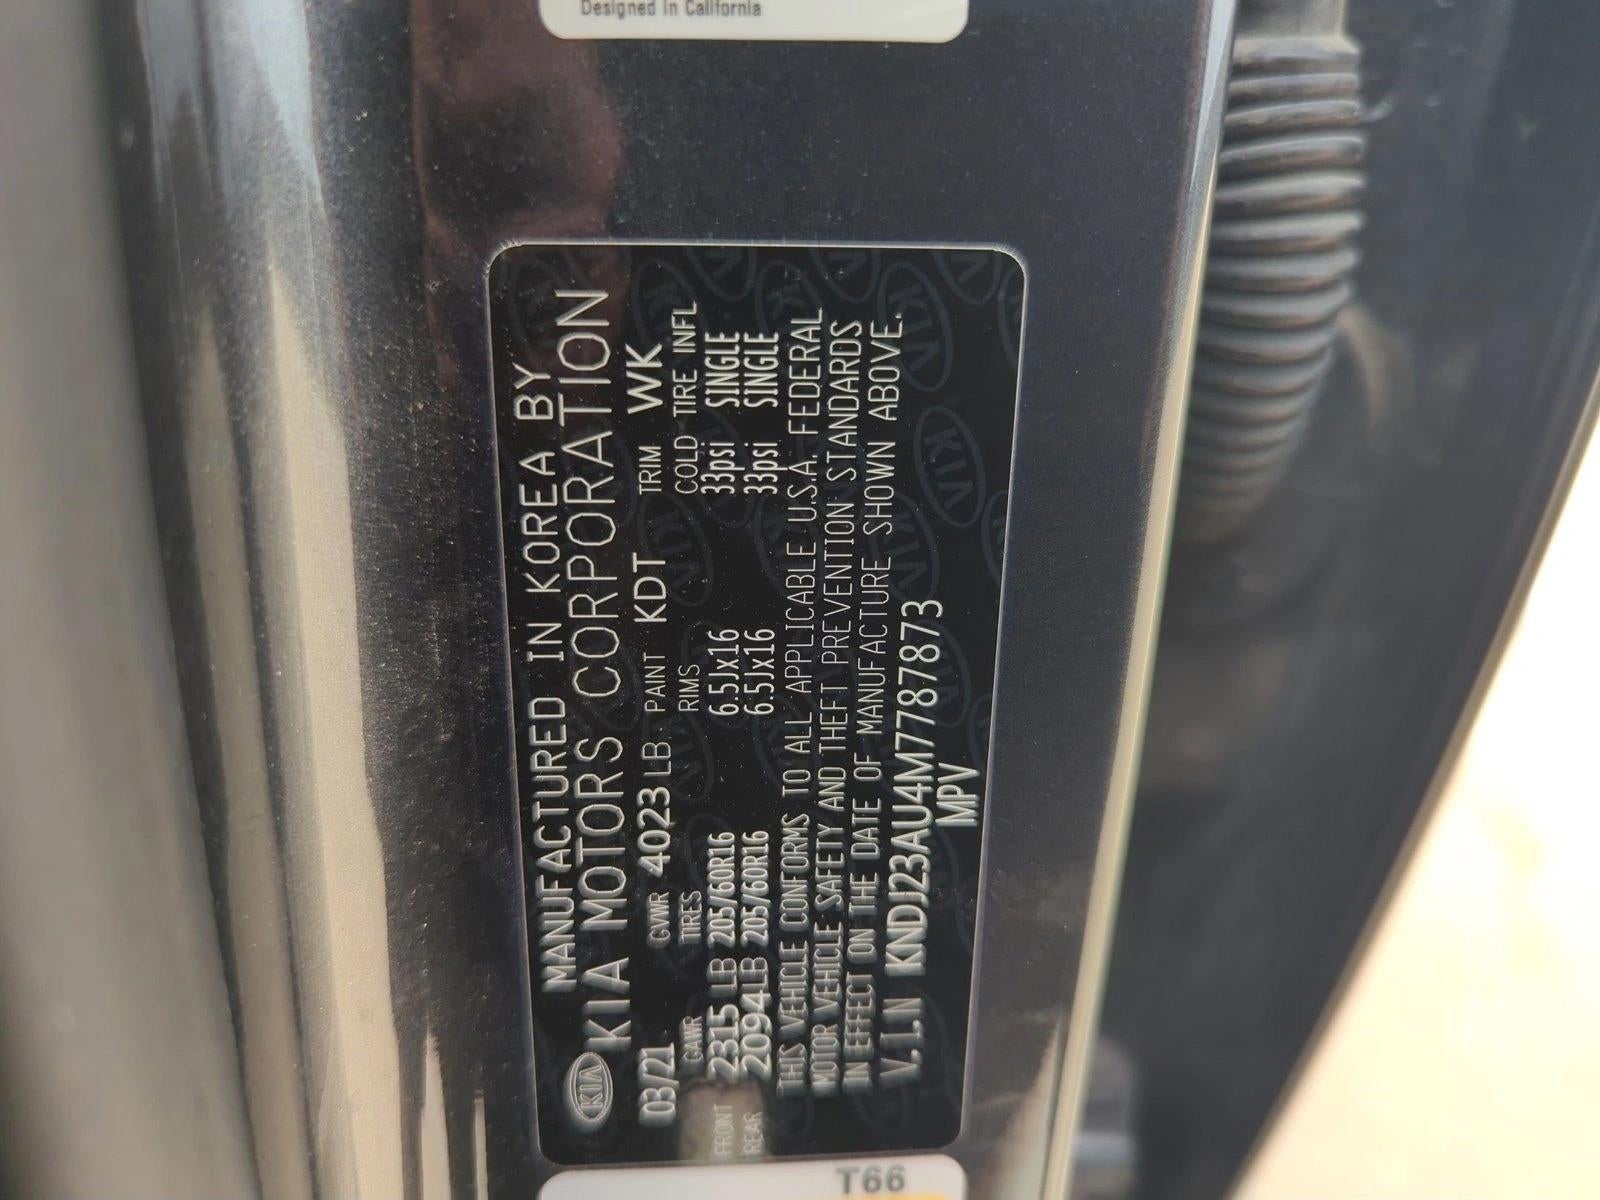 Designed in California
KIA
MANUFACTURED IN KOREA BY
KIA MOTORS CORPORATION
03/21 GVWR 4023 LB PAINT KDT TRIM WK
GAWR TIRES RIMS COLD TIRE INFL
FRONT 2315 LB 205/60R16 6.5Jx16 33psi SINGLE
REAR 2094 LB 205/60R16 6.5Jx16 33psi SINGLE
THIS VEHICLE CONFORMS TO ALL APPLICABLE U.S.A. FEDERAL
MOTOR VEHICLE SAFETY AND THEFT PREVENTION STANDARDS
IN EFFECT ON THE DATE OF MANUFACTURE SHOWN ABOVE.
V.I.N KNDJ23AU4M7787873
MPV
T66